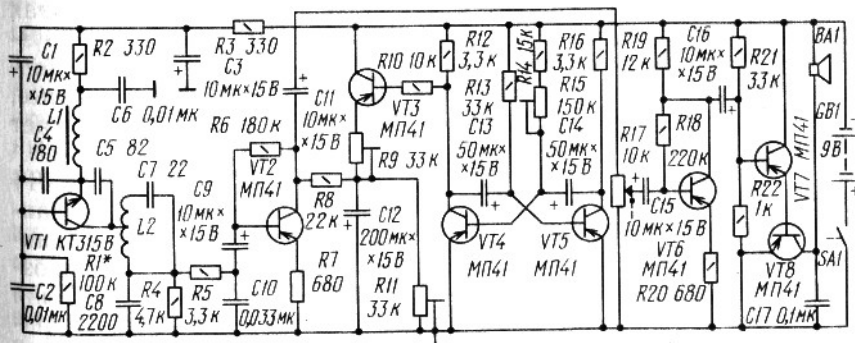 C1
10мк×
×15В
R2 330
R3 330
C3
10мк×
×15В
C6
0,01мк
L1
C4
180
C5 82
C7 22
L2
VT1 КТ315В
R1*
100к
C2
0,01мк
C8
2200
R4
4,7к
R5
3,3к
C9
10мк×
×15В
C10
0,033мк
R6 180к
VT2
МП41
C11
10мк×
×15В
R8
22к
R7
680
R10 10к
VT3
МП41
R9 33к
C12
200мк×
×15В
R11
33к
R12
3,3к
R13
33к
C13
50мк×
×15В
R14 15к
R16
3,3к
R15
150к
C14
50мк×
×15В
VT4
МП41
VT5
МП41
R17
10к
R19
12к
R18
220к
C15
10мк×15В
VT6
МП41
R20 680
C16
10мк×
×15В
R21
33к
R22
1к
VT7 МП41
VT8
МП41
C17 0,1мк
BA1
GB1
9В
SA1